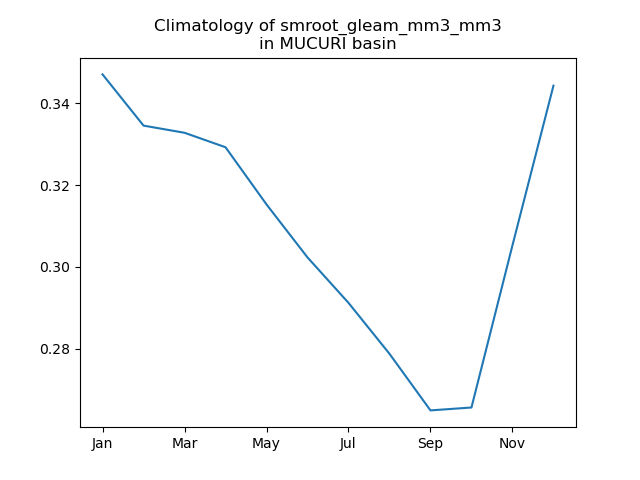 Climatology of smroot_gleam_mm3_mm3
in MUCURI basin
0.34
0.32
0.30
0.28
Jan Mar May Jul Sep Nov